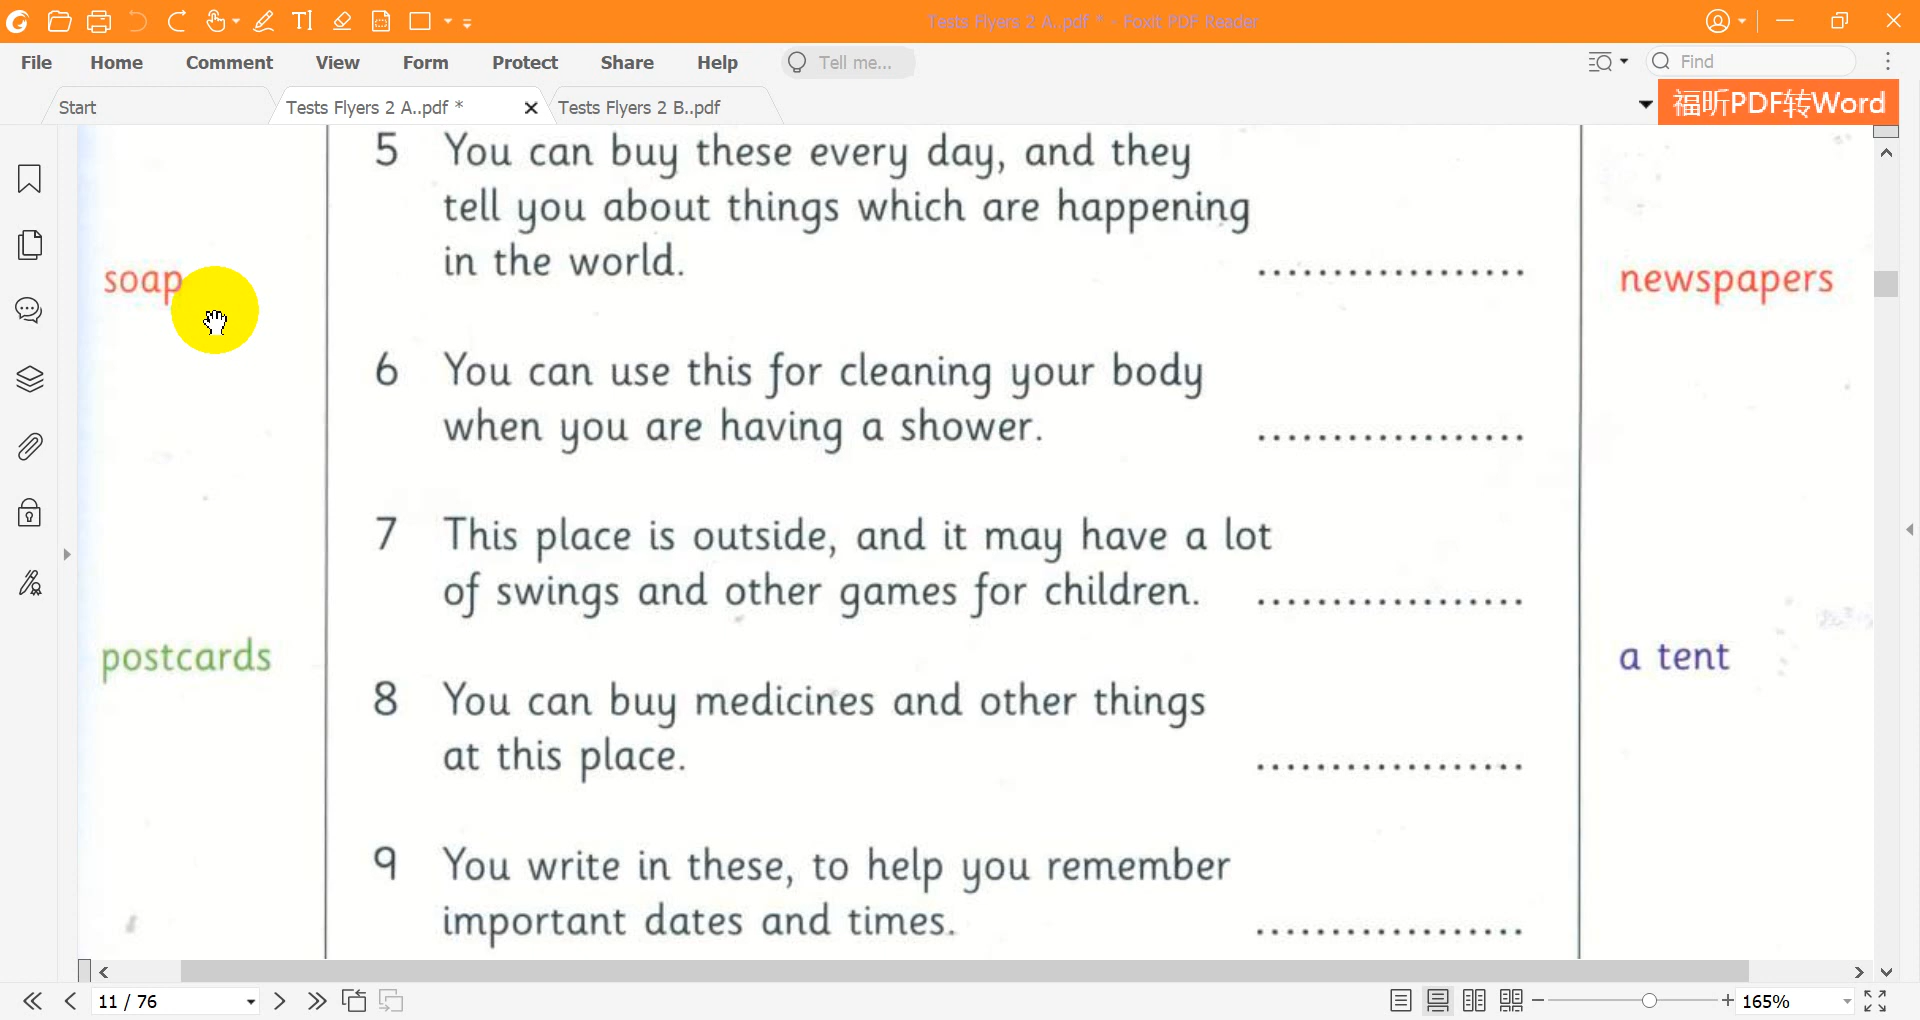 Tests Flyers 2 A..pdf * - Foxit PDF Reader
File Home Comment View Form Protect Share Help Tell me... Find
Start Tests Flyers 2 A..pdf * Tests Flyers 2 B..pdf 福昕PDF转Word
5 You can buy these every day, and they
tell you about things which are happening
in the world. ..................
soap
newspapers
6 You can use this for cleaning your body
when you are having a shower. ..................
7 This place is outside, and it may have a lot
of swings and other games for children. ..................
postcards
a tent
8 You can buy medicines and other things
at this place. ..................
9 You write in these, to help you remember
important dates and times. ..................
11 / 76 165%